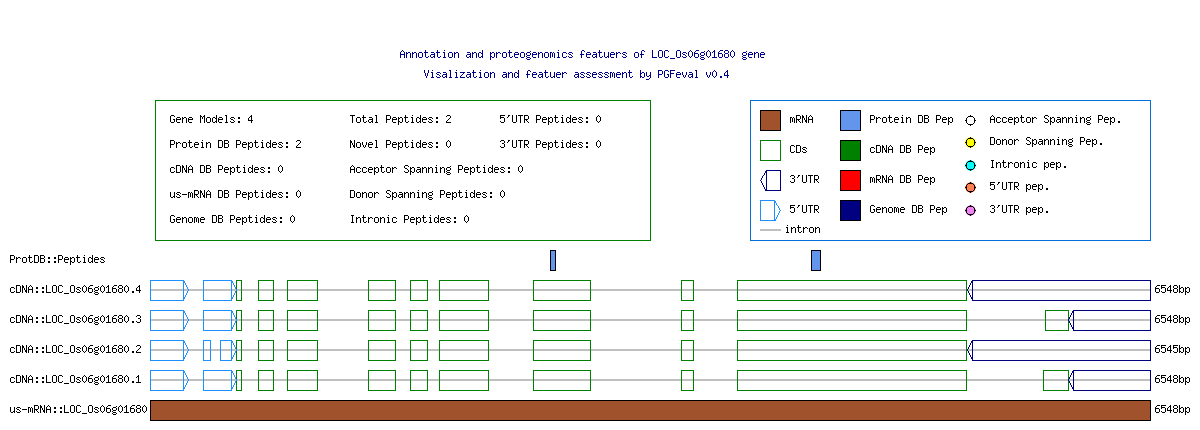 Annotation and proteogenomics featuers of LOC_Os06g01680 gene
Visalization and featuer assessment by PGFeval v0.4
Gene Models: 4 Total Peptides: 2 5'UTR Peptides: 0
Protein DB Peptides: 2 Novel Peptides: 0 3'UTR Peptides: 0
cDNA DB Peptides: 0 Acceptor Spanning Peptides: 0
us-mRNA DB Peptides: 0 Donor Spanning Peptides: 0
Genome DB Peptides: 0 Intronic Peptides: 0
mRNA Protein DB Pep Acceptor Spanning Pep.
CDs cDNA DB Pep Donor Spanning Pep.
3'UTR mRNA DB Pep Intronic pep.
5'UTR Genome DB Pep 5'UTR pep.
intron 3'UTR pep.
ProtDB::Peptides
cDNA::LOC_Os06g01680.4 6548bp
cDNA::LOC_Os06g01680.3 6548bp
cDNA::LOC_Os06g01680.2 6545bp
cDNA::LOC_Os06g01680.1 6548bp
us-mRNA::LOC_Os06g01680 6548bp